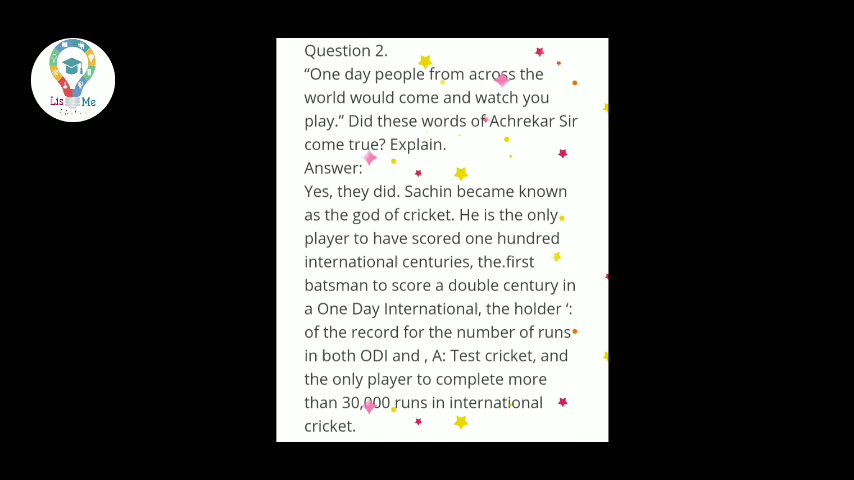 Question 2.
“One day people from across the
world would come and watch you
play.” Did these words of Achrekar Sir
come true? Explain.
Answer:
Yes, they did. Sachin became known
as the god of cricket. He is the only
player to have scored one hundred
international centuries, the.first
batsman to score a double century in
a One Day International, the holder ‘:
of the record for the number of runs
in both ODI and , A: Test cricket, and
the only player to complete more
than 30,000 runs in international
cricket.
Lis Me